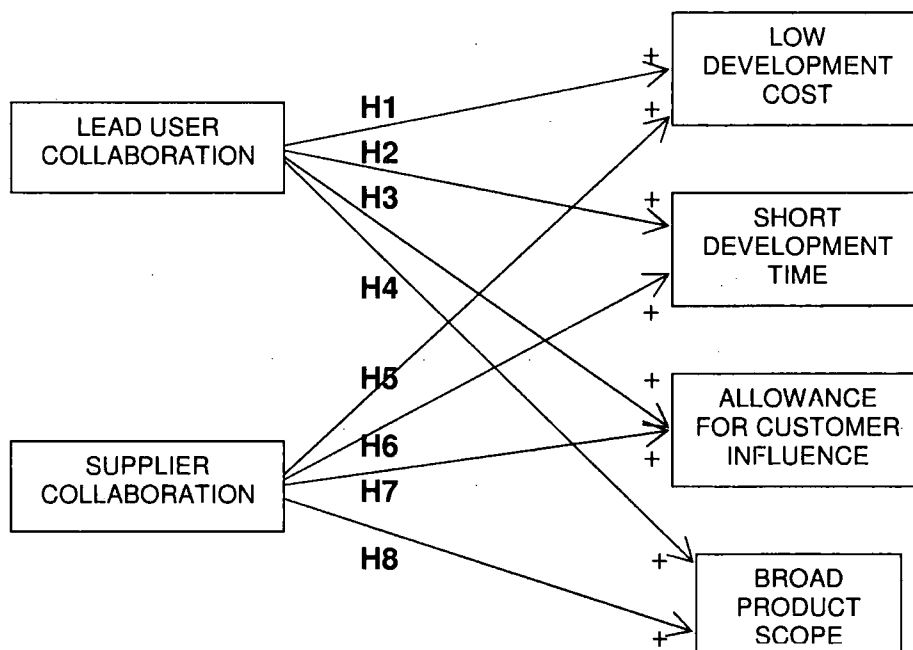 LOW
DEVELOPMENT
COST
+
+
LEAD USER
COLLABORATION
H1
H2
H3
H4
+
SHORT
DEVELOPMENT
TIME
+
H5
H6
H7
H8
+
ALLOWANCE
FOR CUSTOMER
INFLUENCE
+
SUPPLIER
COLLABORATION
+
BROAD
PRODUCT
SCOPE
+